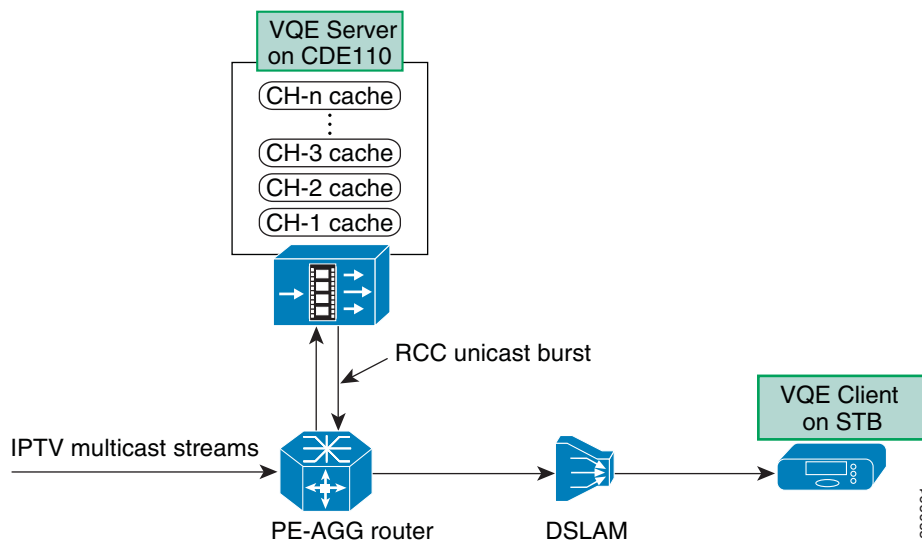 VQE Server
on CDE110
CH-n cache
CH-3 cache
CH-2 cache
CH-1 cache
RCC unicast burst
VQE Client
on STB
IPTV multicast streams
PE-AGG router
DSLAM